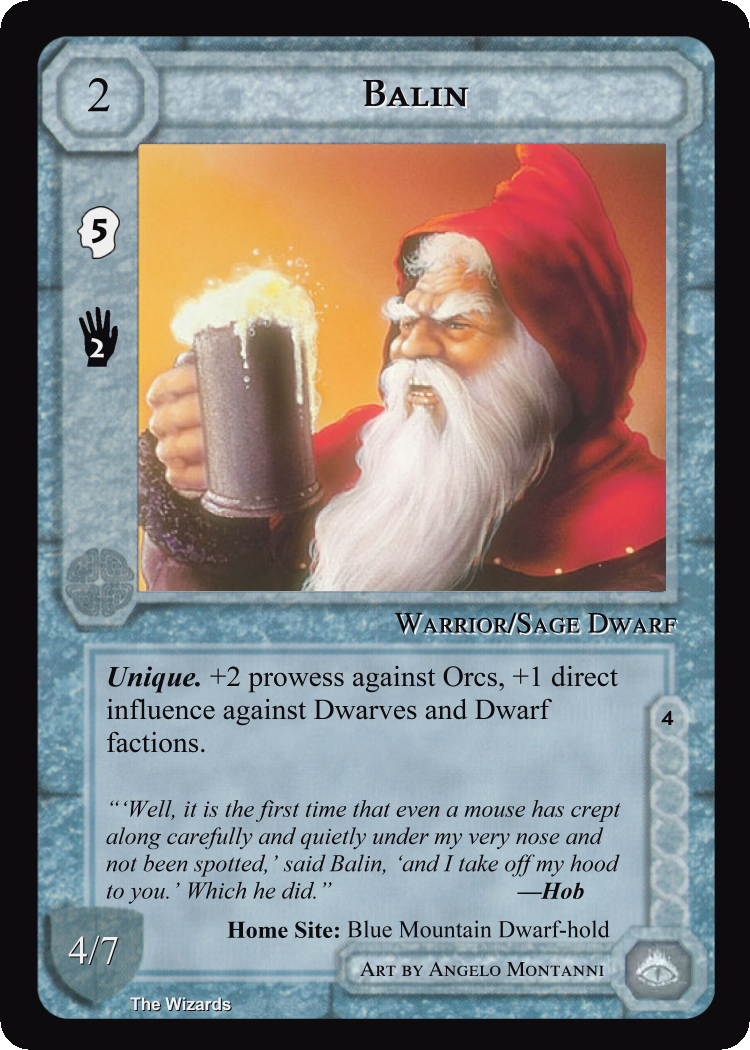 2
Balin
5
2
Warrior/Sage Dwarf
Unique. +2 prowess against Orcs, +1 direct
influence against Dwarves and Dwarf
factions.
4
“‘Well, it is the first time that even a mouse has crept
along carefully and quietly under my very nose and
not been spotted,’ said Balin, ‘and I take off my hood
to you.’ Which he did.” —Hob
Home Site: Blue Mountain Dwarf-hold
4/7
Art by Angelo Montanni
The Wizards